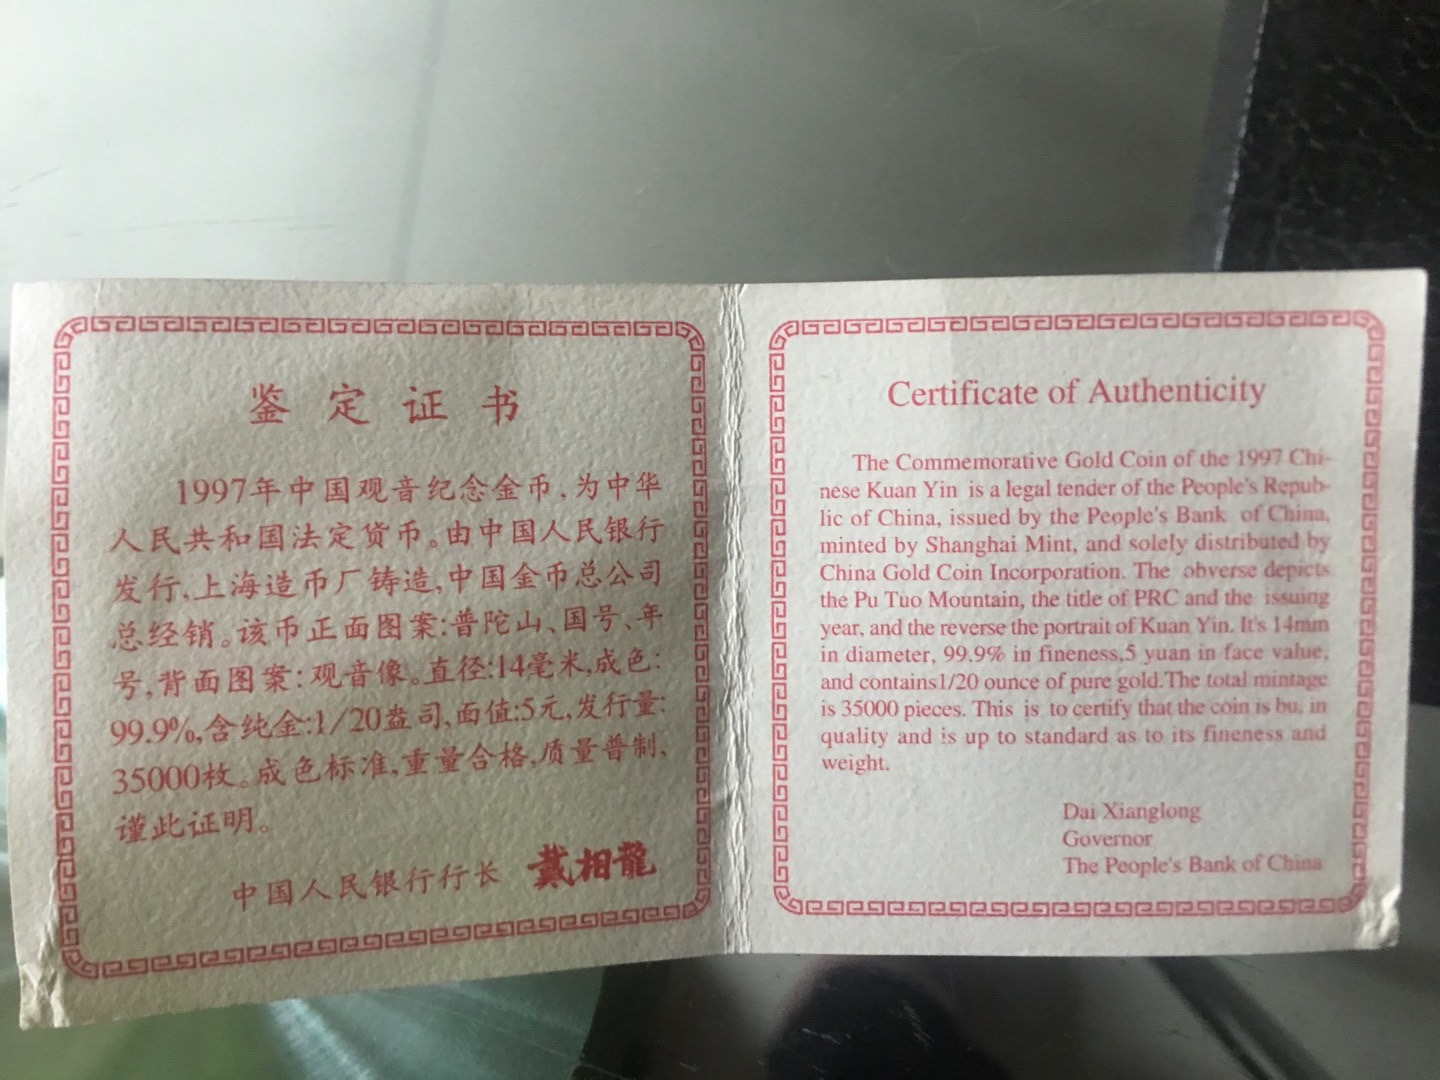 鉴定证书
1997年中国观音纪念金币,为中华
人民共和国法定货币。由中国人民银行
发行,上海造币厂铸造,中国金币总公司
总经销。该币正面图案:普陀山、国号、年
号,背面图案:观音像。直径:14毫米,成色:
99.9%,含纯金:1/20盎司,面值:5元,发行量:
35000枚。成色标准,重量合格,质量普制,
谨此证明。
中国人民银行行长 戴相龍
Certificate of Authenticity
The Commemorative Gold Coin of the 1997 Chi-
nese Kuan Yin is a legal tender of the People's Repub-
lic of China, issued by the People's Bank of China,
minted by Shanghai Mint, and solely distributed by
China Gold Coin Incorporation. The obverse depicts
the Pu Tuo Mountain, the title of PRC and the issuing
year, and the reverse the portrait of Kuan Yin. It's 14mm
in diameter, 99.9% in fineness,5 yuan in face value,
and contains1/20 ounce of pure gold.The total mintage
is 35000 pieces. This is to certify that the coin is bu. in
quality and is up to standard as to its fineness and
weight.
Dai Xianglong
Governor
The People's Bank of China